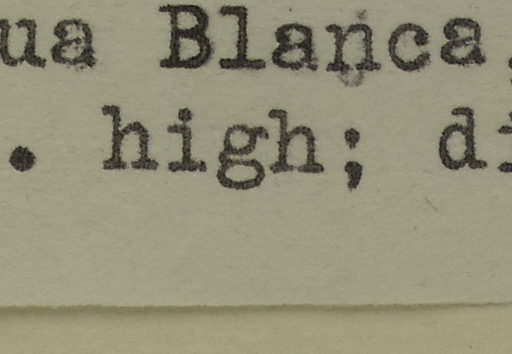 ua Blanca,
. high; di